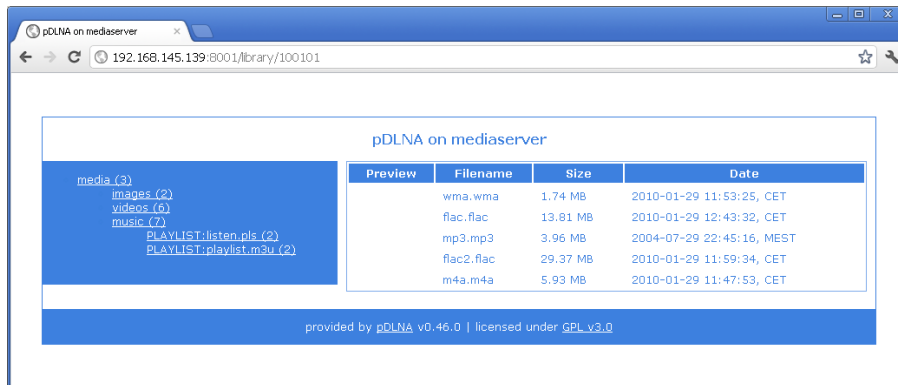 pDLNA on mediaserver
192.168.145.139:8001/library/100101
pDLNA on mediaserver
media (3)
images (2)
videos (6)
music (7)
PLAYLIST:listen.pls (2)
PLAYLIST:playlist.m3u (2)
Preview Filename Size Date
wma.wma 1.74 MB 2010-01-29 11:53:25, CET
flac.flac 13.81 MB 2010-01-29 12:43:32, CET
mp3.mp3 3.96 MB 2004-07-29 22:45:16, MEST
flac2.flac 29.37 MB 2010-01-29 11:59:34, CET
m4a.m4a 5.93 MB 2010-01-29 11:47:53, CET
provided by pDLNA v0.46.0 | licensed under GPL v3.0